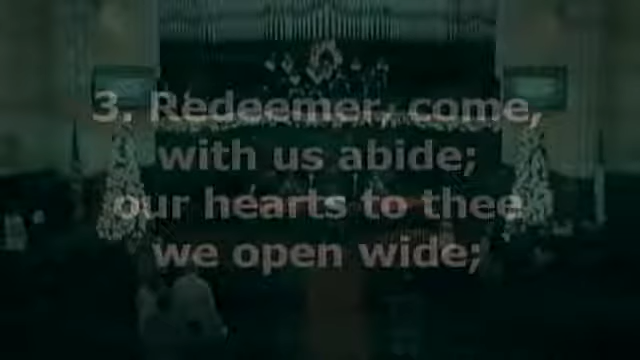 3. Redeemer, come,
with us abide;
our hearts to thee
we open wide;